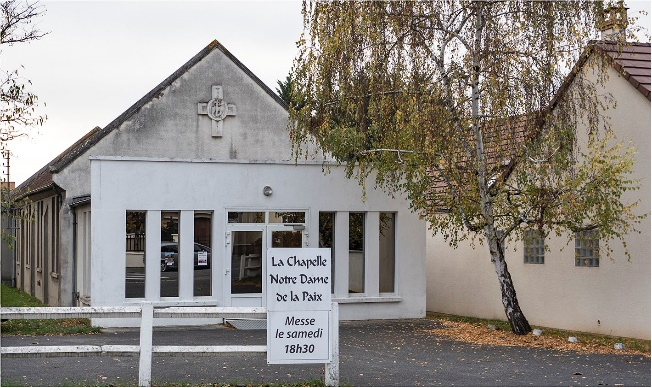 La Chapelle
Notre Dame
de la Paix
Messe
le samedi
18h30